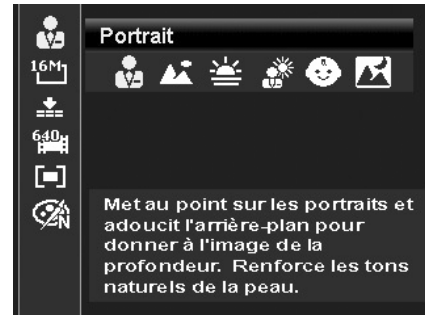 Portrait
16M
640
N
Met au point sur les portraits et
adoucit l'arrière-plan pour
donner à l'image de la
profondeur. Renforce les tons
naturels de la peau.